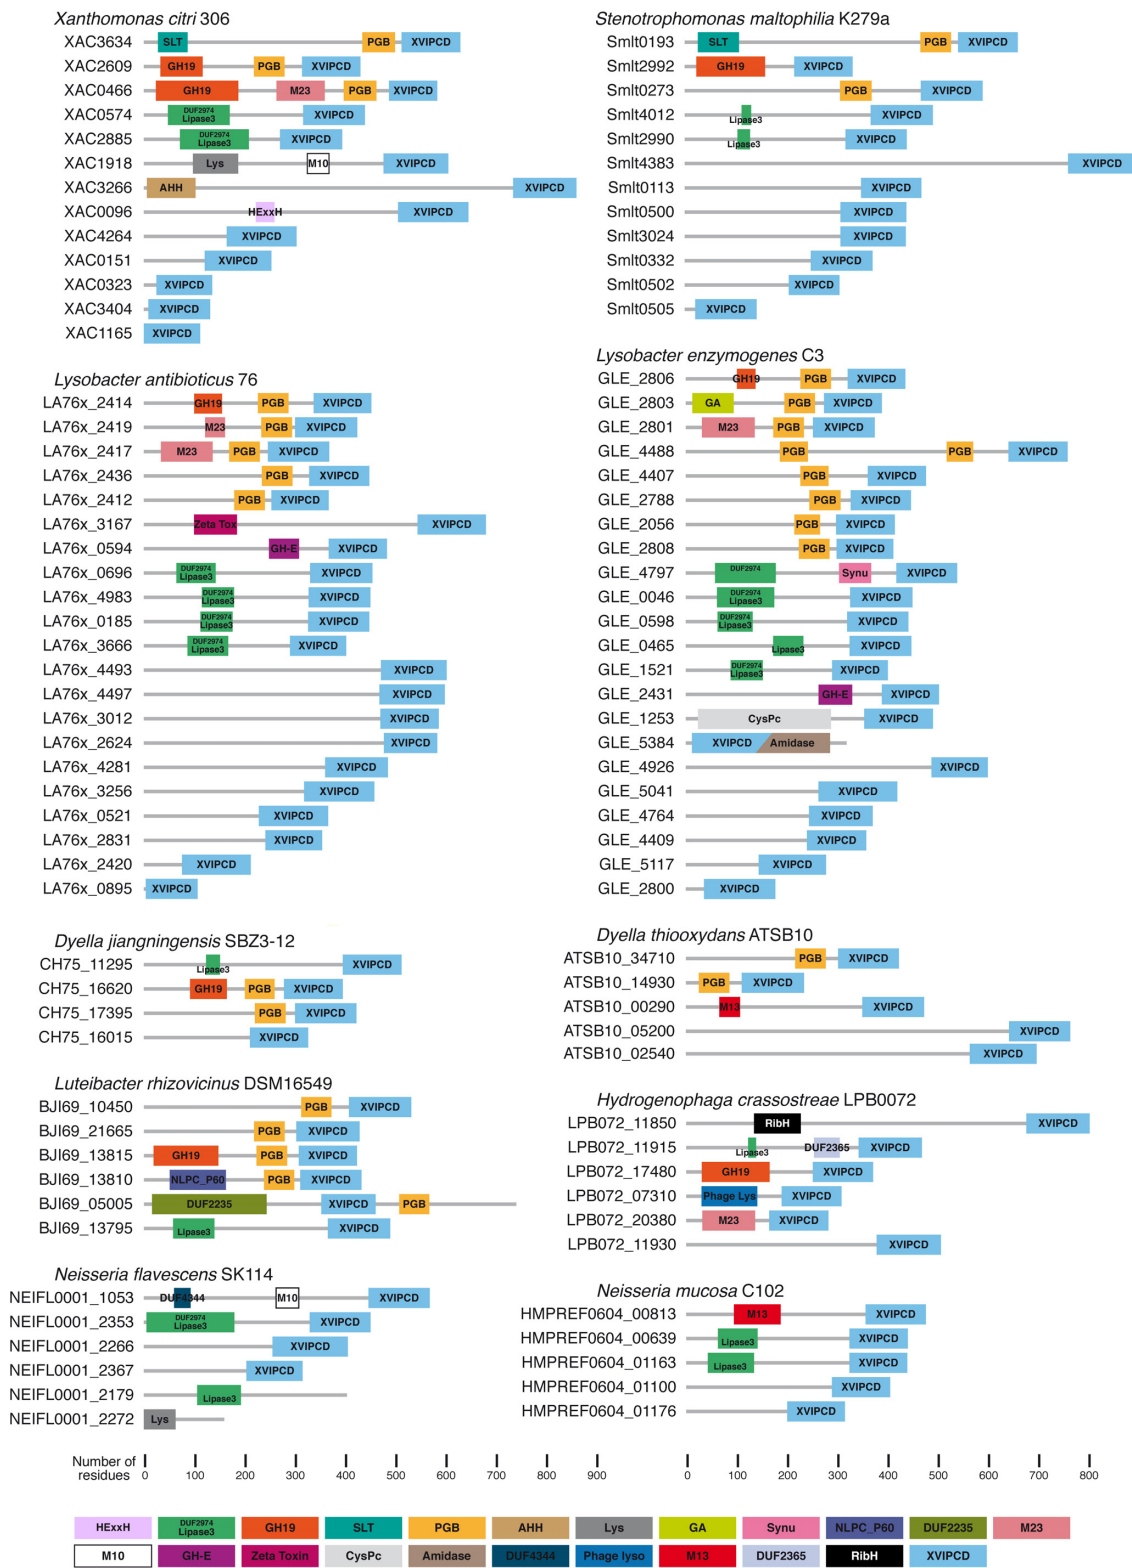 Xanthomonas citri 306
XAC3634 SLT PGB XVIPCD
XAC2609 GH19 PGB XVIPCD
XAC0466 GH19 M23 PGB XVIPCD
XAC0574 DUF2974 Lipase3 XVIPCD
XAC2885 DUF2974 Lipase3 XVIPCD
XAC1918 Lys M10 XVIPCD
XAC3266 AHH XVIPCD
XAC0096 HExxH XVIPCD
XAC4264 XVIPCD
XAC0151 XVIPCD
XAC0323 XVIPCD
XAC3404 XVIPCD
XAC1165 XVIPCD
Stenotrophomonas maltophilia K279a
Smlt0193 SLT PGB XVIPCD
Smlt2992 GH19 XVIPCD
Smlt0273 PGB XVIPCD
Smlt4012 Lipase3 XVIPCD
Smlt2990 Lipase3 XVIPCD
Smlt4383 XVIPCD
Smlt0113 XVIPCD
Smlt0500 XVIPCD
Smlt3024 XVIPCD
Smlt0332 XVIPCD
Smlt0502 XVIPCD
Smlt0505 XVIPCD
Lysobacter antibioticus 76
LA76x_2414 GH19 PGB XVIPCD
LA76x_2419 M23 PGB XVIPCD
LA76x_2417 M23 PGB XVIPCD
LA76x_2436 PGB XVIPCD
LA76x_2412 PGB XVIPCD
LA76x_3167 Zeta Tox XVIPCD
LA76x_0594 GH-E XVIPCD
LA76x_0696 DUF2974 Lipase3 XVIPCD
LA76x_4983 DUF2974 Lipase3 XVIPCD
LA76x_0185 DUF2974 Lipase3 XVIPCD
LA76x_3666 DUF2974 Lipase3 XVIPCD
LA76x_4493 XVIPCD
LA76x_4497 XVIPCD
LA76x_3012 XVIPCD
LA76x_2624 XVIPCD
LA76x_4281 XVIPCD
LA76x_3256 XVIPCD
LA76x_0521 XVIPCD
LA76x_2831 XVIPCD
LA76x_2420 XVIPCD
LA76x_0895 XVIPCD
Lysobacter enzymogenes C3
GLE_2806 GH19 PGB XVIPCD
GLE_2803 GA PGB XVIPCD
GLE_2801 M23 PGB XVIPCD
GLE_4488 PGB PGB XVIPCD
GLE_4407 PGB XVIPCD
GLE_2788 PGB XVIPCD
GLE_2056 PGB XVIPCD
GLE_2808 PGB XVIPCD
GLE_4797 DUF2974 Synu XVIPCD
GLE_0046 DUF2974 Lipase3 XVIPCD
GLE_0598 DUF2974 Lipase3 XVIPCD
GLE_0465 Lipase3 XVIPCD
GLE_1521 DUF2974 Lipase3 XVIPCD
GLE_2431 GH-E XVIPCD
GLE_1253 CysPc XVIPCD
GLE_5384 XVIPCD Amidase
GLE_4926 XVIPCD
GLE_5041 XVIPCD
GLE_4764 XVIPCD
GLE_4409 XVIPCD
GLE_5117 XVIPCD
GLE_2800 XVIPCD
Dyella jiangningensis SBZ3-12
CH75_11295 Lipase3 XVIPCD
CH75_16620 GH19 PGB XVIPCD
CH75_17395 PGB XVIPCD
CH75_16015 XVIPCD
Dyella thiooxydans ATSB10
ATSB10_34710 PGB XVIPCD
ATSB10_14930 PGB XVIPCD
ATSB10_00290 M13 XVIPCD
ATSB10_05200 XVIPCD
ATSB10_02540 XVIPCD
Luteibacter rhizovicinus DSM16549
BJI69_10450 PGB XVIPCD
BJI69_21665 PGB XVIPCD
BJI69_13815 GH19 PGB XVIPCD
BJI69_13810 NLPC_P60 PGB XVIPCD
BJI69_05005 DUF2235 XVIPCD PGB
BJI69_13795 Lipase3 XVIPCD
Hydrogenophaga crassostreae LPB0072
LPB072_11850 RibH XVIPCD
LPB072_11915 Lipase3 DUF2365 XVIPCD
LPB072_17480 GH19 XVIPCD
LPB072_07310 Phage Lys XVIPCD
LPB072_20380 M23 XVIPCD
LPB072_11930 XVIPCD
Neisseria flavescens SK114
NEIFL0001_1053 DUF4344 M10 XVIPCD
NEIFL0001_2353 DUF2974 Lipase3 XVIPCD
NEIFL0001_2266 XVIPCD
NEIFL0001_2367 XVIPCD
NEIFL0001_2179 Lipase3
NEIFL0001_2272 Lys
Neisseria mucosa C102
HMPREF0604_00813 M13 XVIPCD
HMPREF0604_00639 Lipase3 XVIPCD
HMPREF0604_01163 Lipase3 XVIPCD
HMPREF0604_01100 XVIPCD
HMPREF0604_01176 XVIPCD
Number of
residues 0 100 200 300 400 500 600 700 800 900 0 100 200 300 400 500 600 700 800
HExxH DUF2974 Lipase3 GH19 SLT PGB AHH Lys GA Synu NLPC_P60 DUF2235 M23
M10 GH-E Zeta Toxin CysPc Amidase DUF4344 Phage lyso M13 DUF2365 RibH XVIPCD